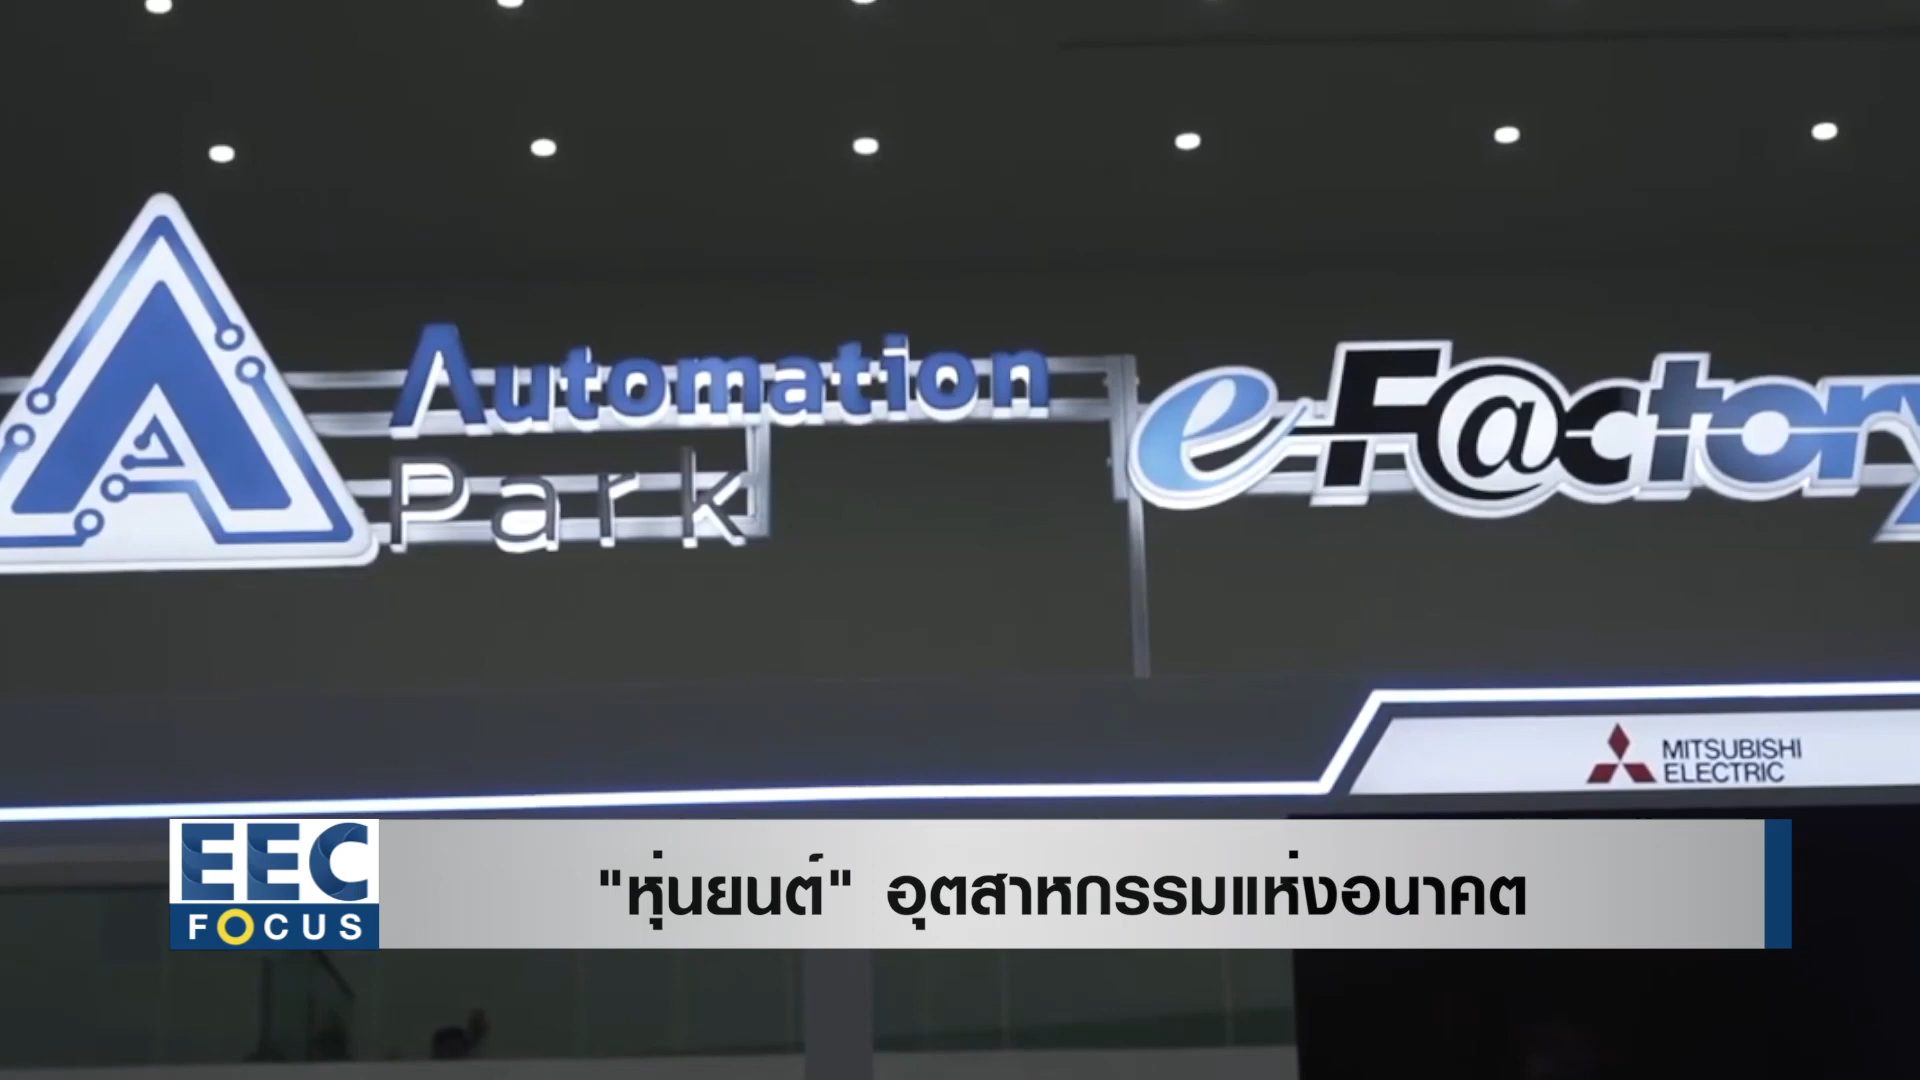 Automation
Park
e-F@ctory
MITSUBISHI
ELECTRIC
EEC
FOCUS
"หุ่นยนต์" อุตสาหกรรมแห่งอนาคต